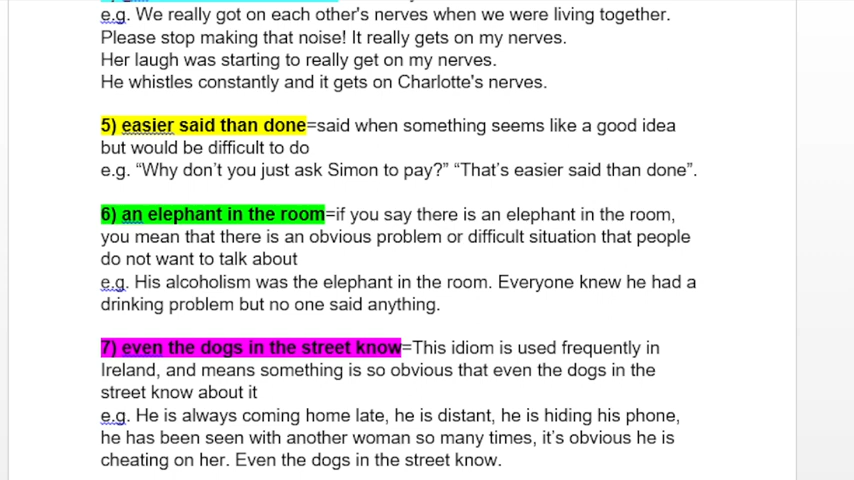 e.g. We really got on each other's nerves when we were living together.
Please stop making that noise! It really gets on my nerves.
Her laugh was starting to really get on my nerves.
He whistles constantly and it gets on Charlotte's nerves.
5) easier said than done=said when something seems like a good idea
but would be difficult to do
e.g. “Why don’t you just ask Simon to pay?” “That’s easier said than done”.
6) an elephant in the room=if you say there is an elephant in the room,
you mean that there is an obvious problem or difficult situation that people
do not want to talk about
e.g. His alcoholism was the elephant in the room. Everyone knew he had a
drinking problem but no one said anything.
7) even the dogs in the street know=This idiom is used frequently in
Ireland, and means something is so obvious that even the dogs in the
street know about it
e.g. He is always coming home late, he is distant, he is hiding his phone,
he has been seen with another woman so many times, it’s obvious he is
cheating on her. Even the dogs in the street know.